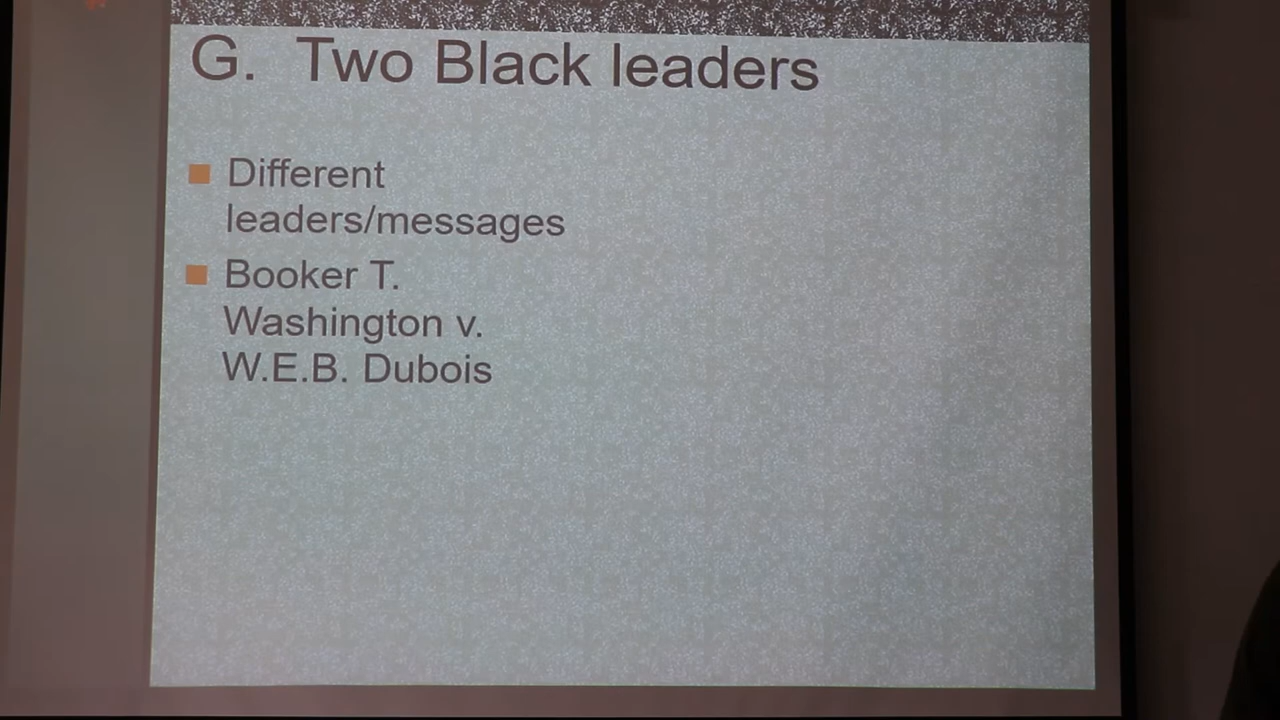 G. Two Black leaders
Different
leaders/messages
Booker T.
Washington v.
W.E.B. Dubois